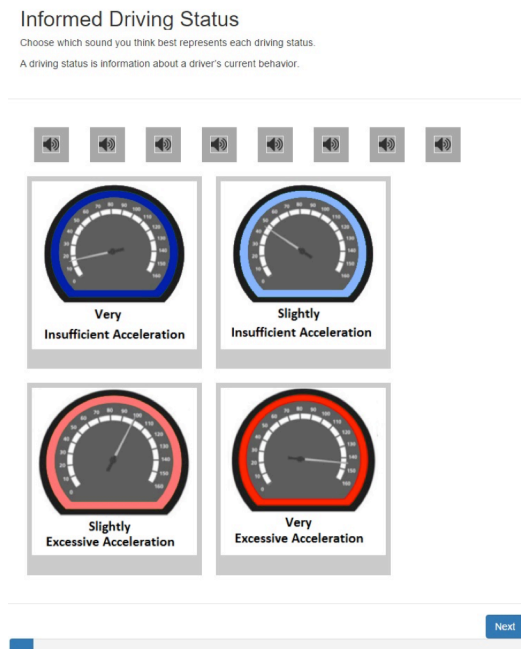 Informed Driving Status
Choose which sound you think best represents each driving status.
A driving status is information about a driver's current behavior.
Very
Insufficient Acceleration
Slightly
Insufficient Acceleration
Slightly
Excessive Acceleration
Very
Excessive Acceleration
Next